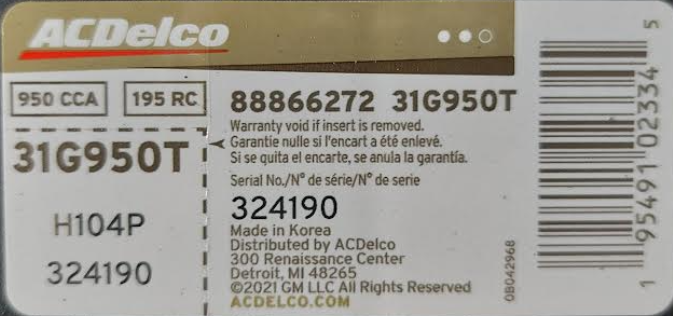 ACDelco
950 CCA
195 RC
31G950T
H104P
324190
88866272 31G950T
Warranty void if insert is removed.
Garantie nulle si l'encart a été enlevé.
Si se quita el encarte, se anula la garantía.
Serial No./N° de série/N° de serie
324190
Made in Korea
Distributed by ACDelco
300 Renaissance Center
Detroit, MI 48265
©2021 GM LLC All Rights Reserved
ACDELCO.COM
0B042968
1 95491 02334 5